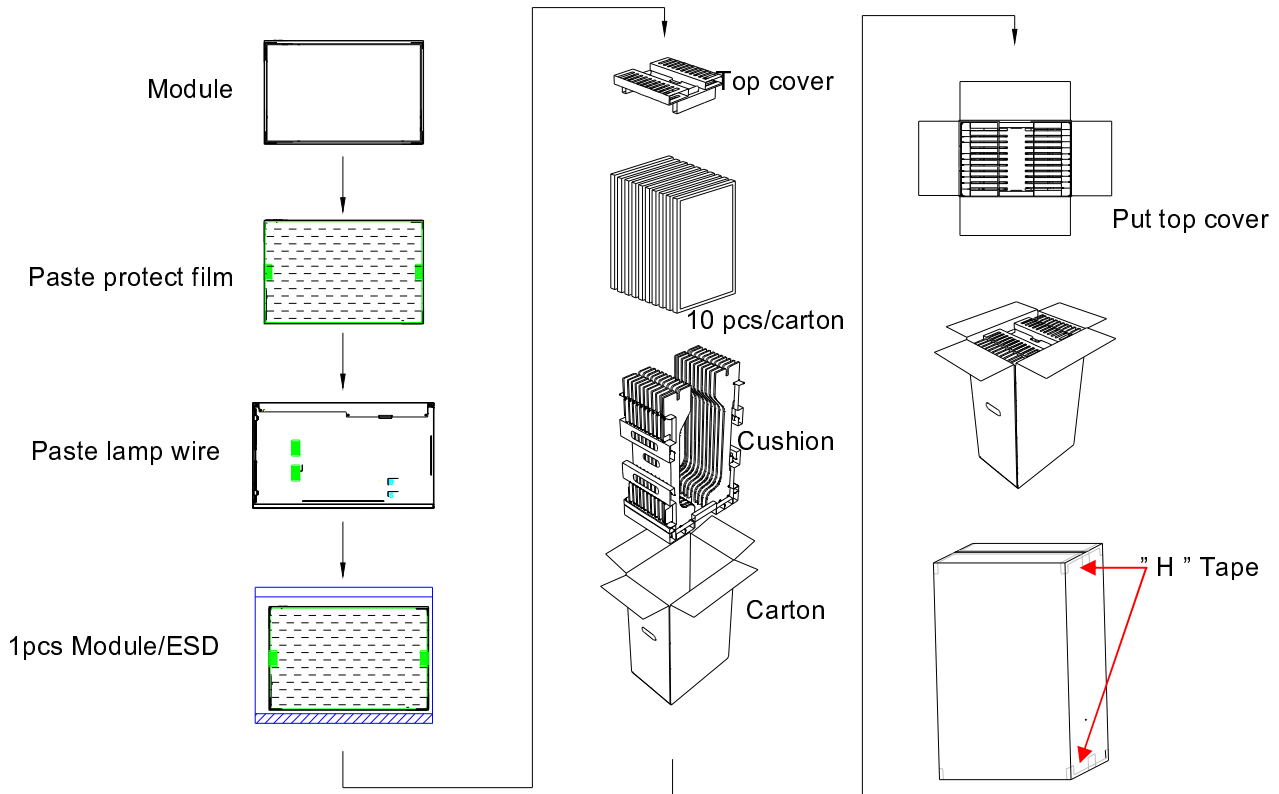 Module
Paste protect film
Paste lamp wire
1pcs Module/ESD
Top cover
10 pcs/carton
Cushion
Carton
Put top cover
” H ” Tape